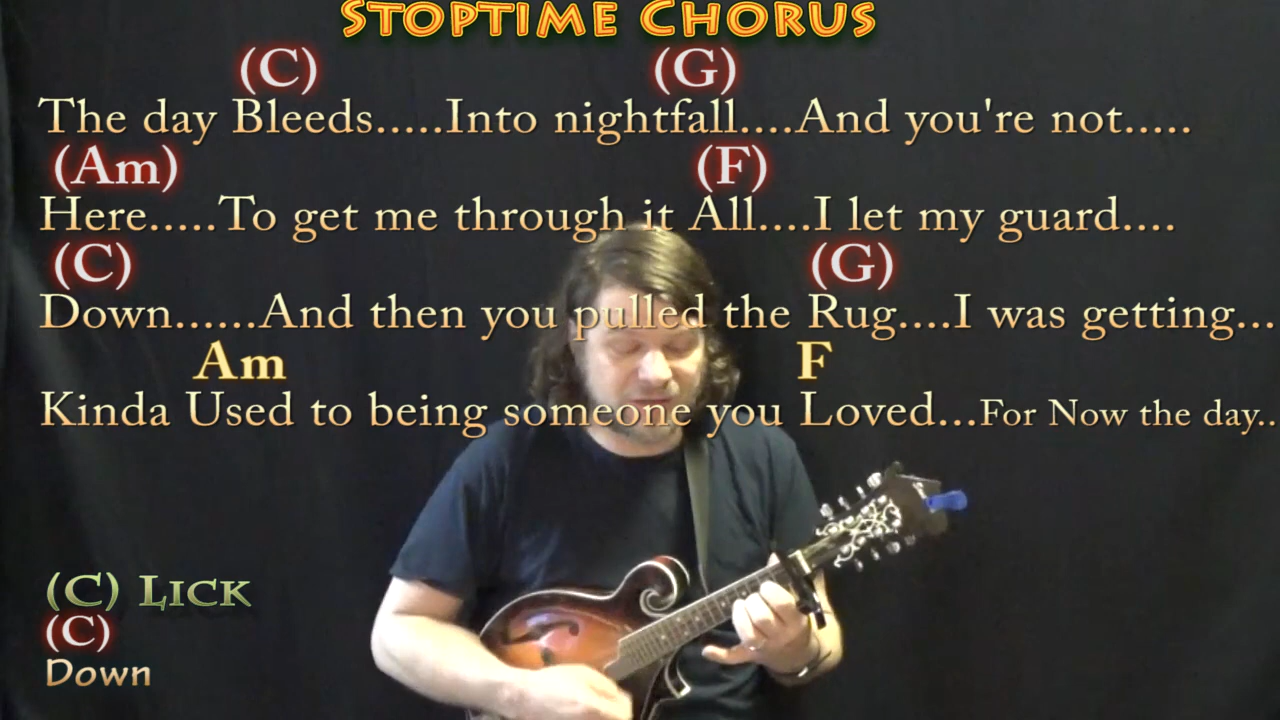 Stoptime Chorus
(C) (G)
The day Bleeds.....Into nightfall....And you're not.....
(Am) (F)
Here.....To get me through it All....I let my guard....
(C) (G)
Down......And then you pulled the Rug....I was getting...
Am F
Kinda Used to being someone you Loved...For Now the day..
(C) Lick
(C)
Down